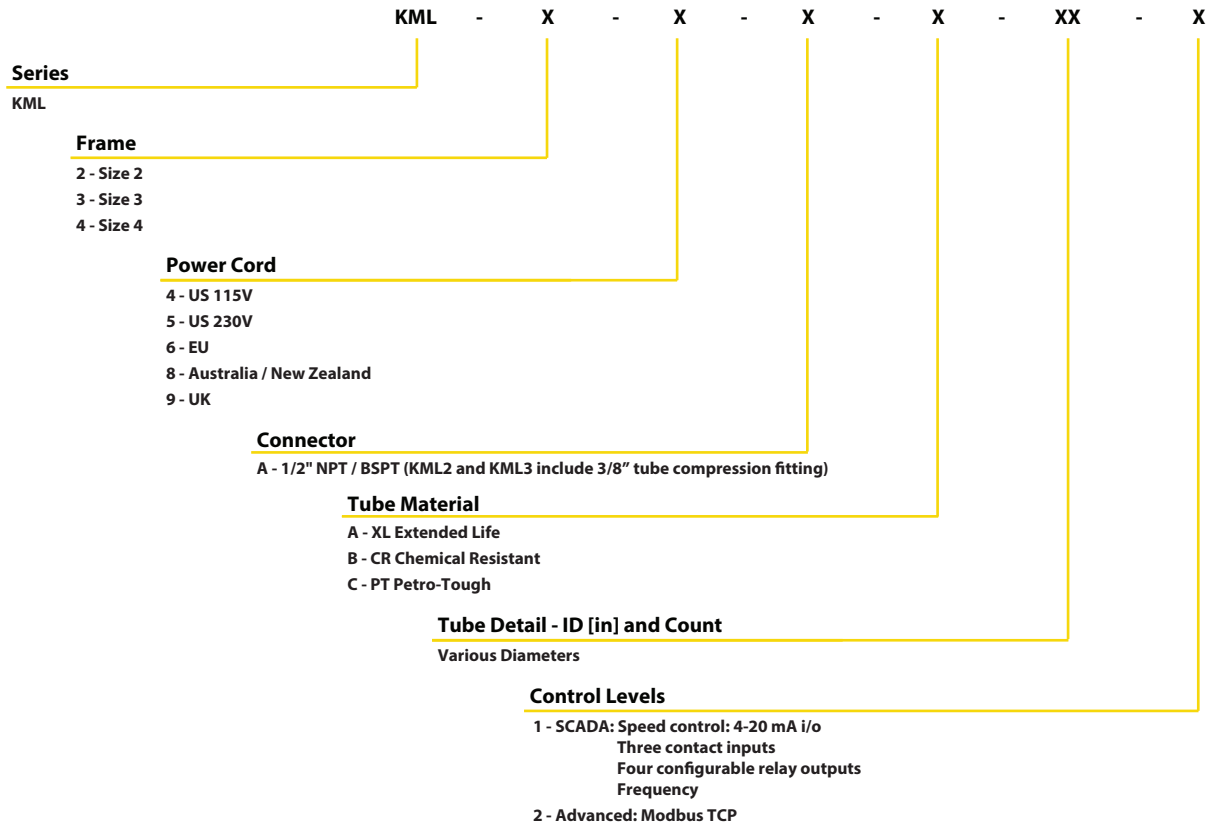 KML - X - X - X - X - XX - X
Series
KML
Frame
2 - Size 2
3 - Size 3
4 - Size 4
Power Cord
4 - US 115V
5 - US 230V
6 - EU
8 - Australia / New Zealand
9 - UK
Connector
A - 1/2" NPT / BSPT (KML2 and KML3 include 3/8” tube compression fitting)
Tube Material
A - XL Extended Life
B - CR Chemical Resistant
C - PT Petro-Tough
Tube Detail - ID [in] and Count
Various Diameters
Control Levels
1 - SCADA: Speed control: 4-20 mA i/o
Three contact inputs
Four configurable relay outputs
Frequency
2 - Advanced: Modbus TCP